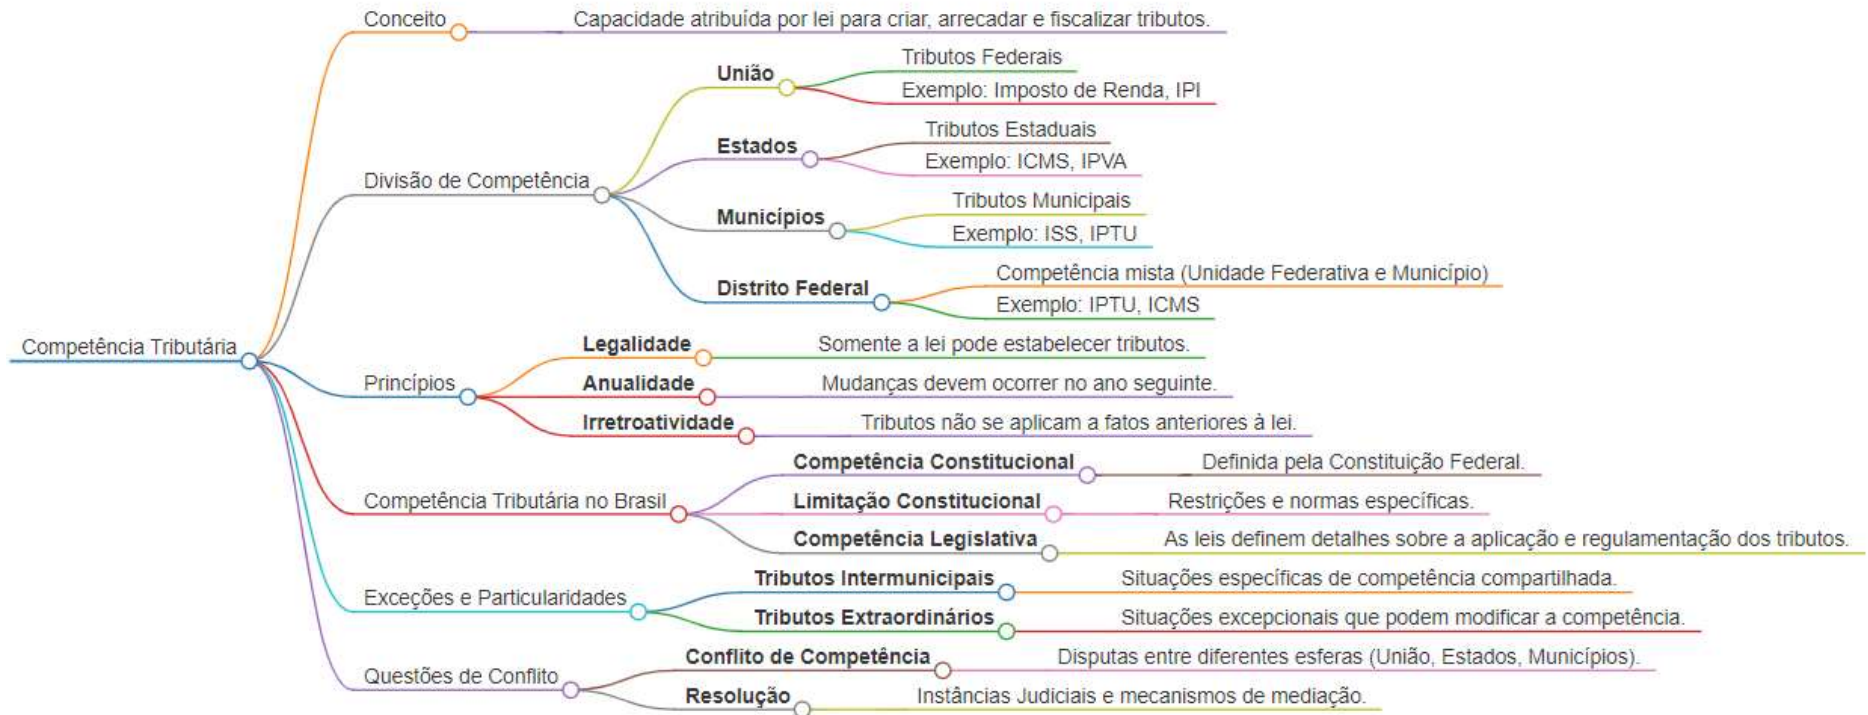 Competência Tributária
Conceito
Capacidade atribuída por lei para criar, arrecadar e fiscalizar tributos.
Divisão de Competência
União
Tributos Federais
Exemplo: Imposto de Renda, IPI
Estados
Tributos Estaduais
Exemplo: ICMS, IPVA
Municípios
Tributos Municipais
Exemplo: ISS, IPTU
Distrito Federal
Competência mista (Unidade Federativa e Município)
Exemplo: IPTU, ICMS
Princípios
Legalidade
Somente a lei pode estabelecer tributos.
Anualidade
Mudanças devem ocorrer no ano seguinte.
Irretroatividade
Tributos não se aplicam a fatos anteriores à lei.
Competência Tributária no Brasil
Competência Constitucional
Definida pela Constituição Federal.
Limitação Constitucional
Restrições e normas específicas.
Competência Legislativa
As leis definem detalhes sobre a aplicação e regulamentação dos tributos.
Exceções e Particularidades
Tributos Intermunicipais
Situações específicas de competência compartilhada.
Tributos Extraordinários
Situações excepcionais que podem modificar a competência.
Questões de Conflito
Conflito de Competência
Disputas entre diferentes esferas (União, Estados, Municípios).
Resolução
Instâncias Judiciais e mecanismos de mediação.